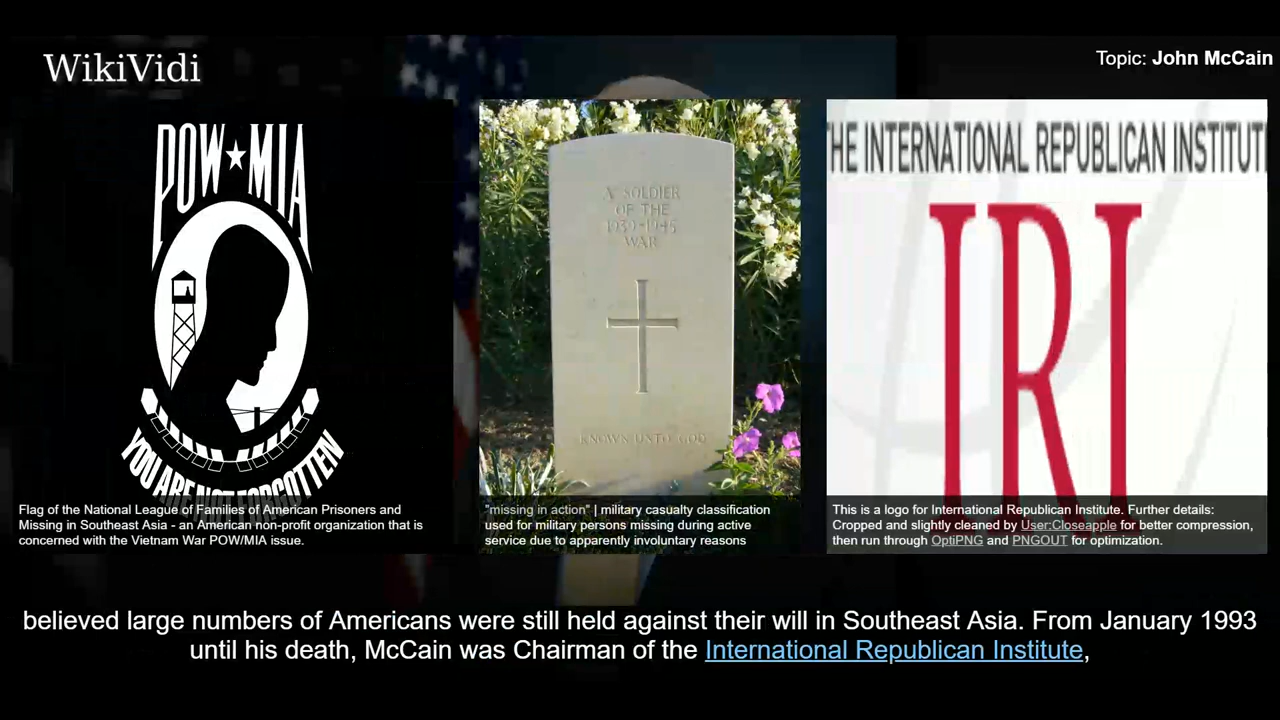 WikiVidi
Topic: John McCain
POW★MIA
YOU ARE NOT FORGOTTEN
Flag of the National League of Families of American Prisoners and
Missing in Southeast Asia - an American non-profit organization that is
concerned with the Vietnam War POW/MIA issue.
A SOLDIER
OF THE
1939-1945
WAR
KNOWN UNTO GOD
"missing in action" | military casualty classification
used for military persons missing during active
service due to apparently involuntary reasons
THE INTERNATIONAL REPUBLICAN INSTITUTE
IRI
This is a logo for International Republican Institute. Further details:
Cropped and slightly cleaned by User:Closeapple for better compression,
then run through OptiPNG and PNGOUT for optimization.
believed large numbers of Americans were still held against their will in Southeast Asia. From January 1993
until his death, McCain was Chairman of the International Republican Institute,